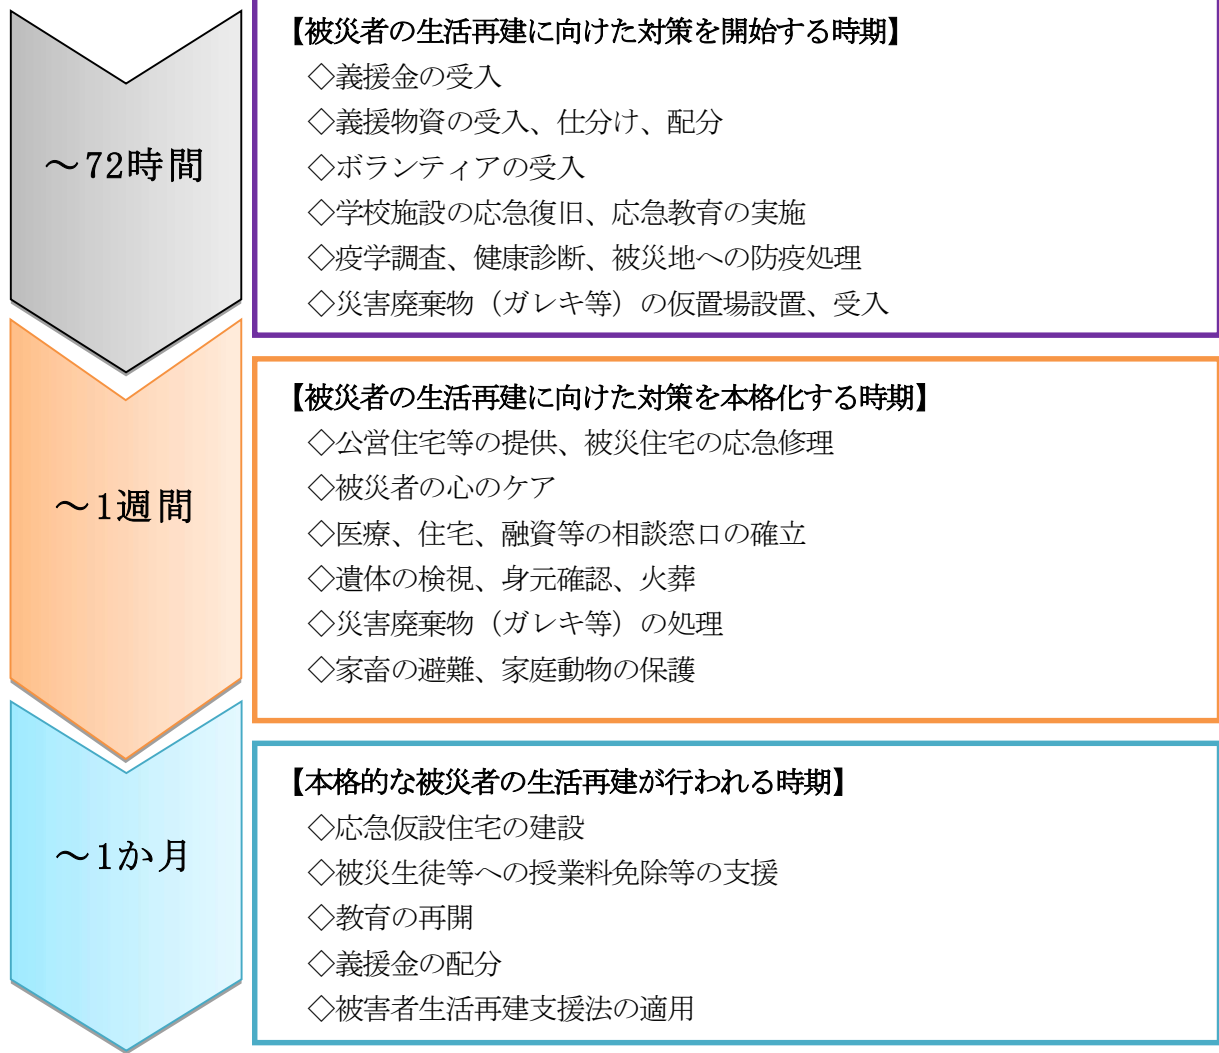 ～72時間
【被災者の生活再建に向けた対策を開始する時期】
◇義援金の受入
◇義援物資の受入、仕分け、配分
◇ボランティアの受入
◇学校施設の応急復旧、応急教育の実施
◇疫学調査、健康診断、被災地への防疫処理
◇災害廃棄物（ガレキ等）の仮置場設置、受入
～1週間
【被災者の生活再建に向けた対策を本格化する時期】
◇公営住宅等の提供、被災住宅の応急修理
◇被災者の心のケア
◇医療、住宅、融資等の相談窓口の確立
◇遺体の検視、身元確認、火葬
◇災害廃棄物（ガレキ等）の処理
◇家畜の避難、家庭動物の保護
～1か月
【本格的な被災者の生活再建が行われる時期】
◇応急仮設住宅の建設
◇被災生徒等への授業料免除等の支援
◇教育の再開
◇義援金の配分
◇被害者生活再建支援法の適用